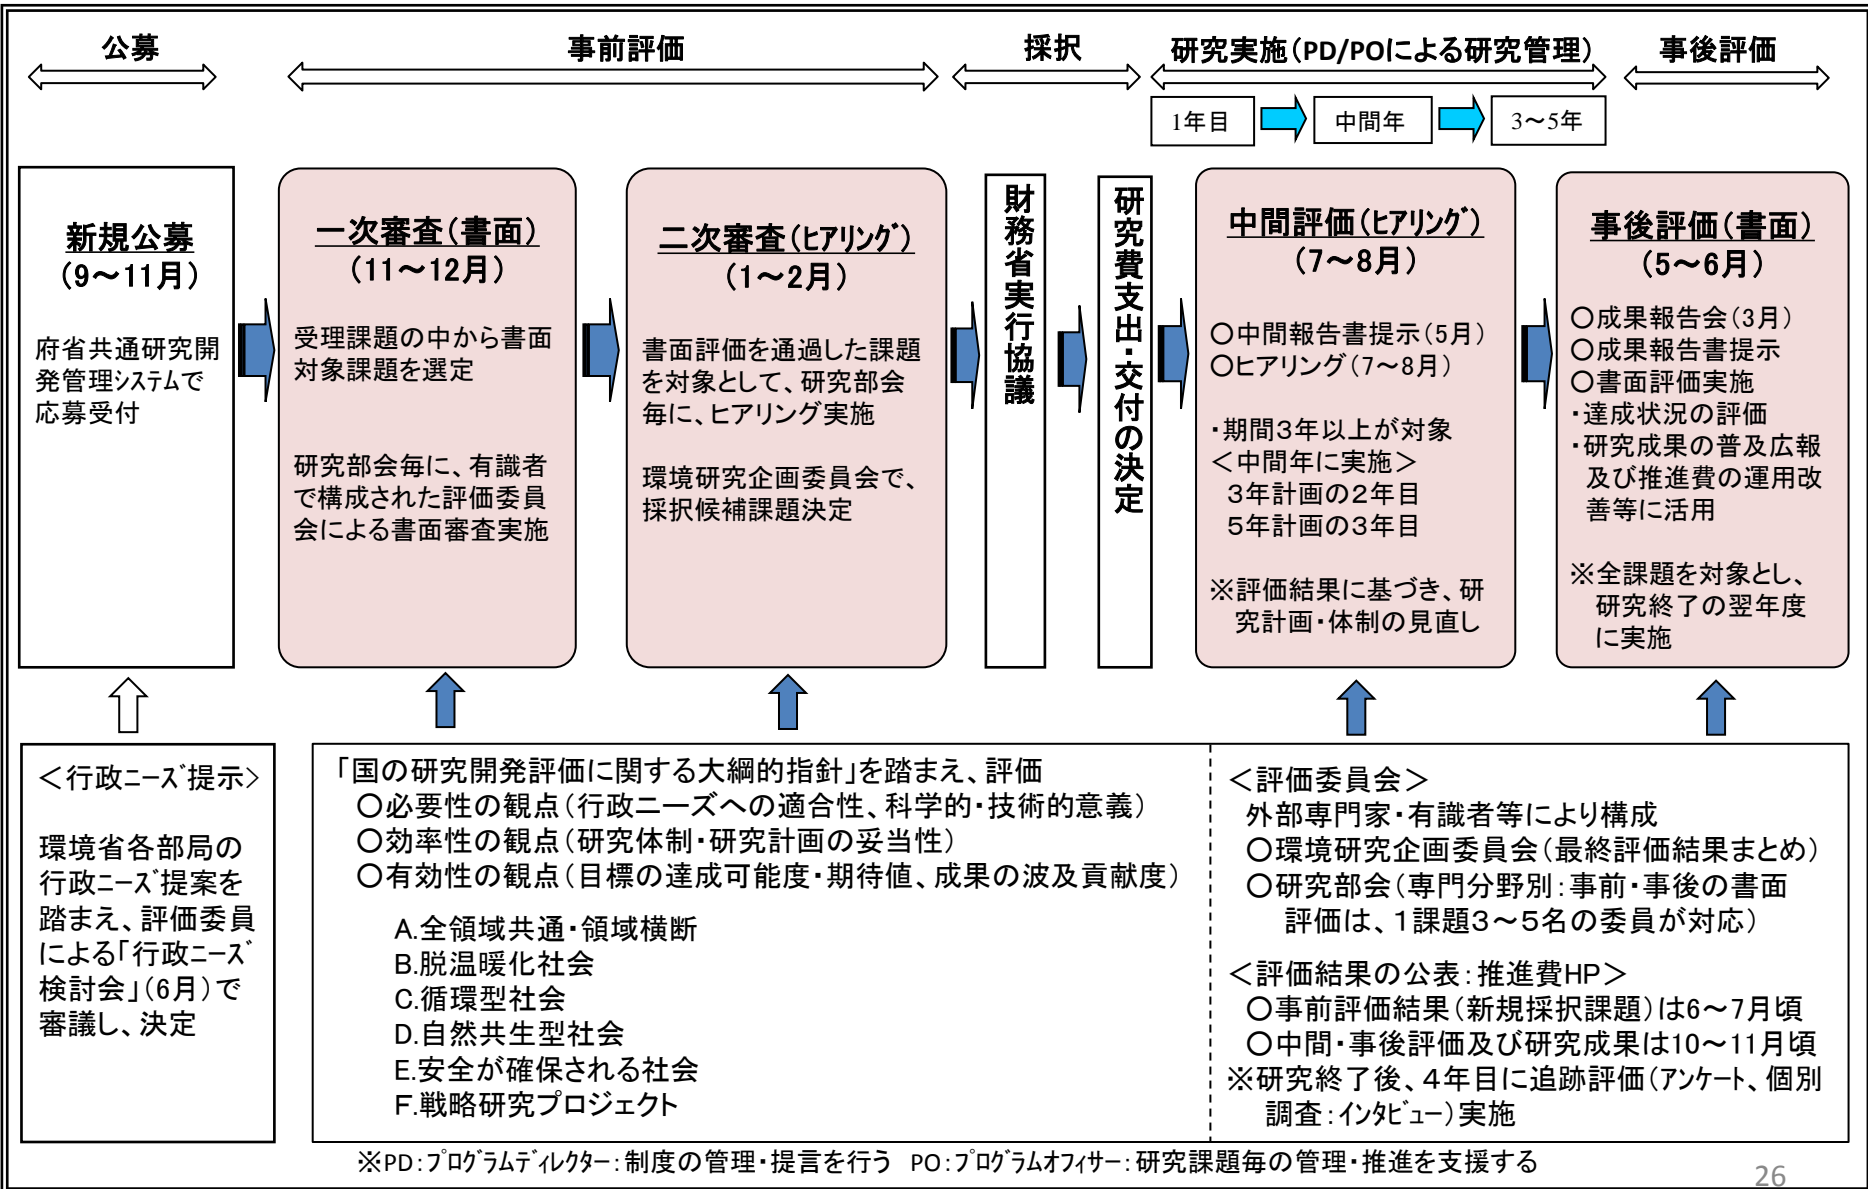 公募
事前評価
採択
研究実施(PD/POによる研究管理)
事後評価
1年目
中間年
3～5年
新規公募
(9～11月)
府省共通研究開
発管理ｼｽﾃﾑで
応募受付
一次審査(書面)
(11～12月)
受理課題の中から書面
対象課題を選定
研究部会毎に、有識者
で構成された評価委員
会による書面審査実施
二次審査(ﾋｱﾘﾝｸﾞ)
(1～2月)
書面評価を通過した課題
を対象として、研究部会
毎に、ヒアリング実施
環境研究企画委員会で、
採択候補課題決定
財務省実行協議
研究費支出・交付の決定
中間評価(ﾋｱﾘﾝｸﾞ)
(7～8月)
○中間報告書提示(5月)
○ヒアリング(7～8月)
・期間３年以上が対象
＜中間年に実施＞
３年計画の２年目
５年計画の３年目
※評価結果に基づき、研
究計画・体制の見直し
事後評価(書面)
(5～6月)
○成果報告会(3月)
○成果報告書提示
○書面評価実施
・達成状況の評価
・研究成果の普及広報
及び推進費の運用改
善等に活用
※全課題を対象とし、
研究終了の翌年度
に実施
＜行政ﾆｰｽﾞ提示＞
環境省各部局の
行政ﾆｰｽﾞ提案を
踏まえ、評価委員
による「行政ﾆｰｽﾞ
検討会」(6月)で
審議し、決定
「国の研究開発評価に関する大綱的指針」を踏まえ、評価
○必要性の観点(行政ニーズへの適合性、科学的・技術的意義)
○効率性の観点(研究体制・研究計画の妥当性)
○有効性の観点(目標の達成可能度・期待値、成果の波及貢献度)
A.全領域共通・領域横断
B.脱温暖化社会
C.循環型社会
D.自然共生型社会
E.安全が確保される社会
F.戦略研究プロジェクト
＜評価委員会＞
外部専門家・有識者等により構成
○環境研究企画委員会(最終評価結果まとめ)
○研究部会(専門分野別：事前・事後の書面
評価は、１課題３～５名の委員が対応)
＜評価結果の公表：推進費HP＞
○事前評価結果(新規採択課題)は6～7月頃
○中間・事後評価及び研究成果は10～11月頃
※研究終了後、４年目に追跡評価(ｱﾝｹｰﾄ、個別
調査：ｲﾝﾀﾋﾞｭｰ)実施
※PD：ﾌﾟﾛｸﾞﾗﾑﾃﾞｨﾚｸﾀｰ：制度の管理・提言を行う PO：ﾌﾟﾛｸﾞﾗﾑｵﾌｨｻｰ：研究課題毎の管理・推進を支援する
26